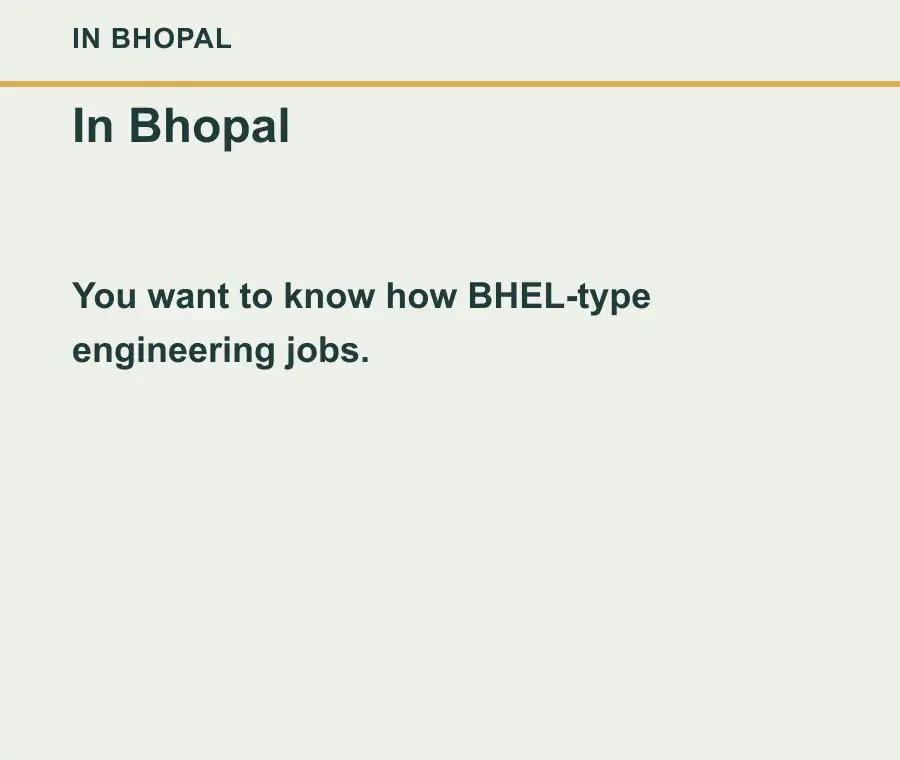 IN BHOPAL
In Bhopal
You want to know how BHEL-type
engineering jobs.